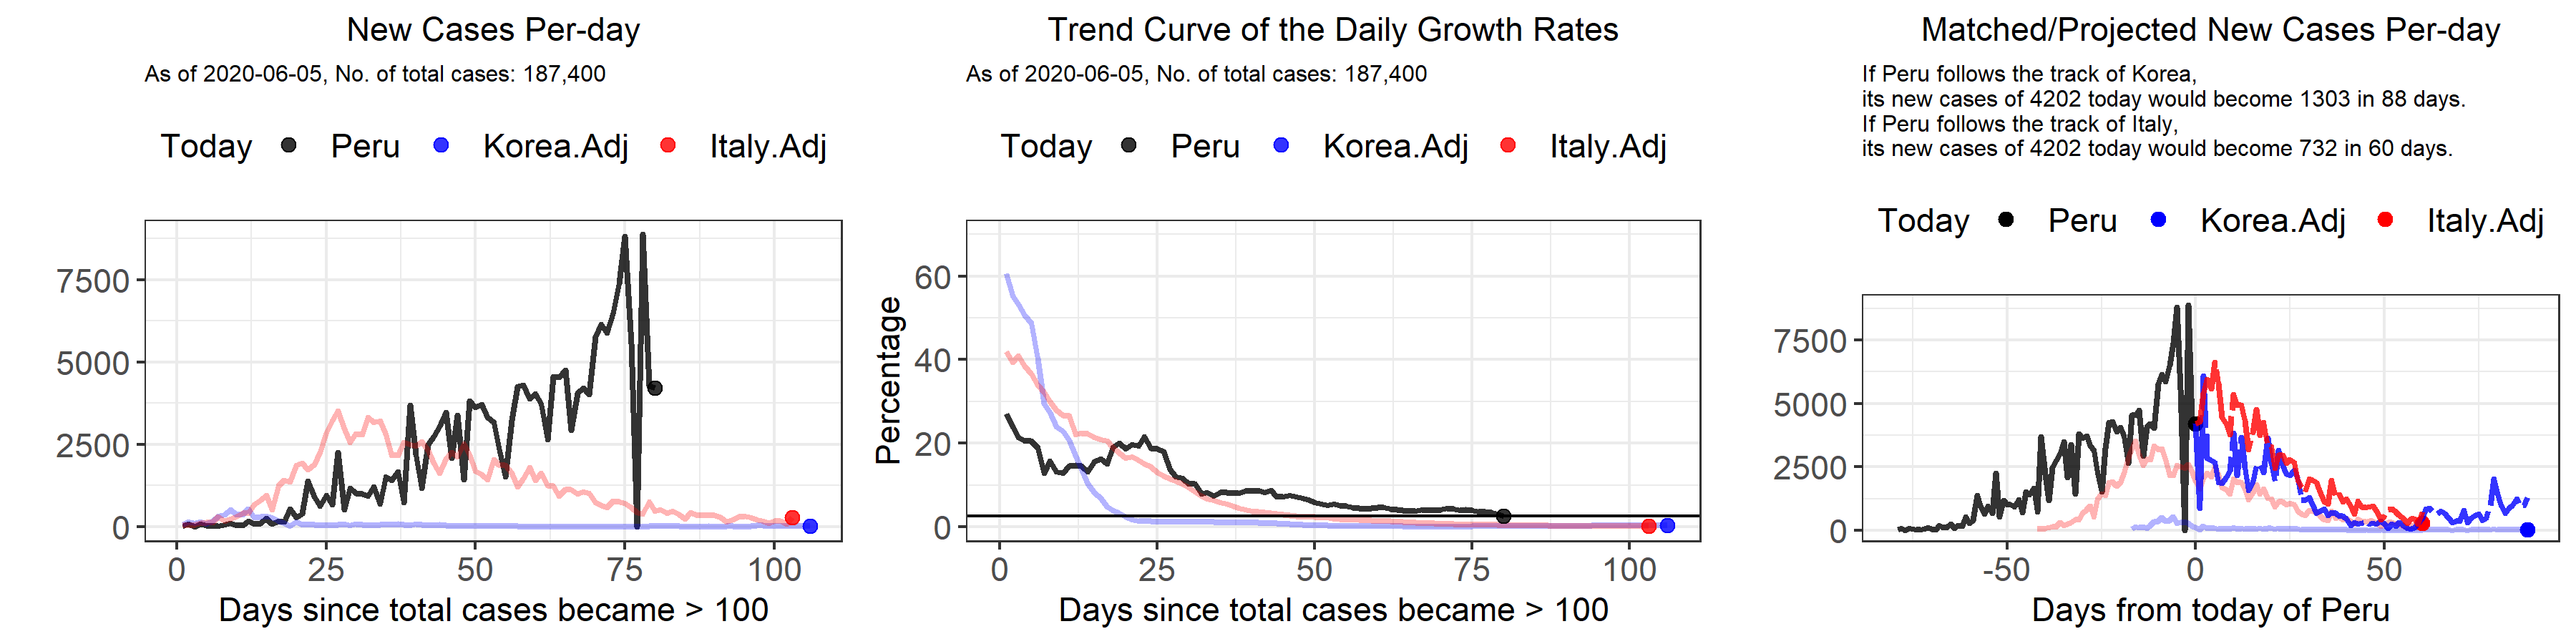 New Cases Per-day
As of 2020-06-05, No. of total cases: 187,400
Today Peru Korea.Adj Italy.Adj
7500
5000
2500
0
0 25 50 75 100
Days since total cases became > 100
Trend Curve of the Daily Growth Rates
As of 2020-06-05, No. of total cases: 187,400
Today Peru Korea.Adj Italy.Adj
Percentage
60
40
20
0
0 25 50 75 100
Days since total cases became > 100
Matched/Projected New Cases Per-day
If Peru follows the track of Korea,
its new cases of 4202 today would become 1303 in 88 days.
If Peru follows the track of Italy,
its new cases of 4202 today would become 732 in 60 days.
Today Peru Korea.Adj Italy.Adj
7500
5000
2500
0
-50 0 50
Days from today of Peru